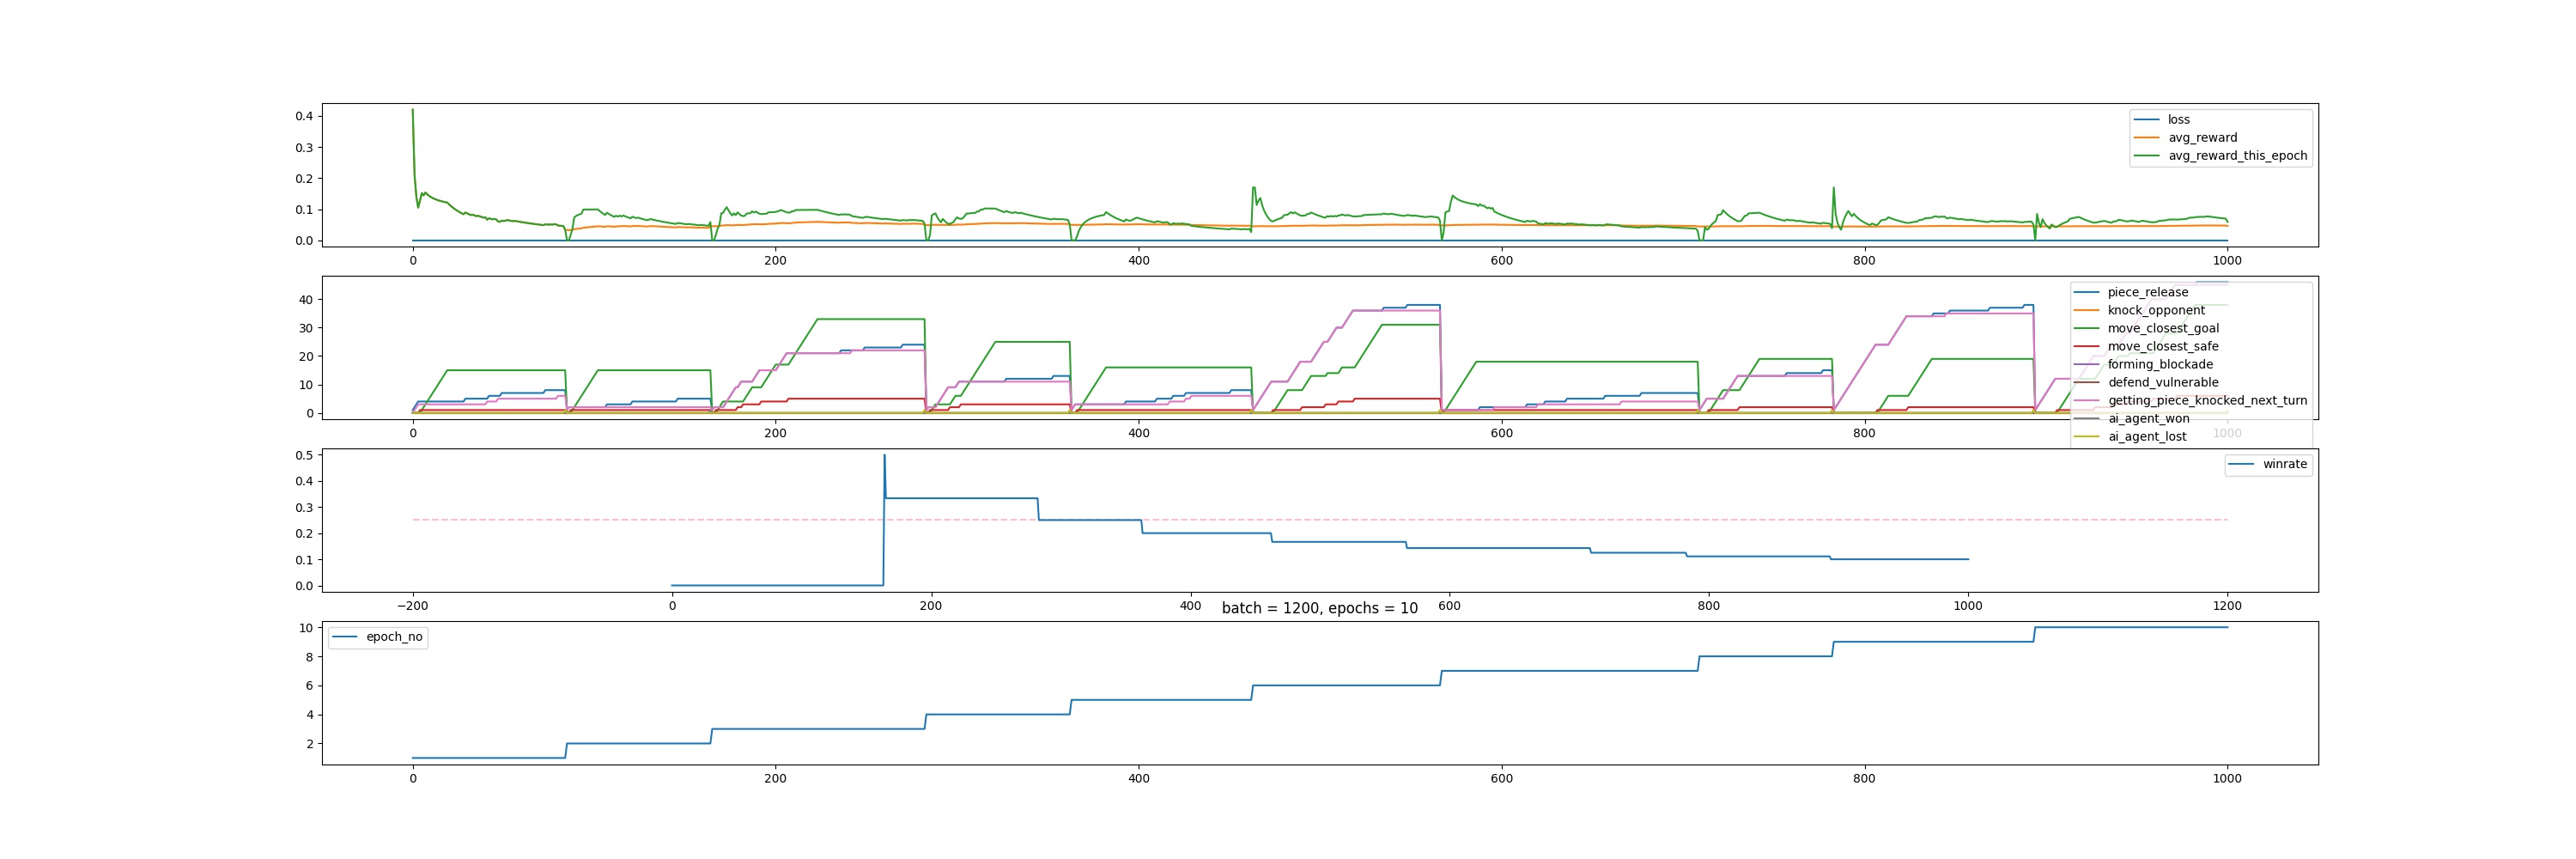 0.4
0.3
0.2
0.1
0.0
loss
avg_reward
avg_reward_this_epoch
0 200 400 600 800 1000
40
30
20
10
0
piece_release
knock_opponent
move_closest_goal
move_closest_safe
forming_blockade
defend_vulnerable
getting_piece_knocked_next_turn
ai_agent_won
ai_agent_lost
0 200 400 600 800 1000
0.5
0.4
0.3
0.2
0.1
0.0
winrate
−200 0 200 400 600 800 1000 1200
batch = 1200, epochs = 10
10
8
6
4
2
epoch_no
0 200 400 600 800 1000